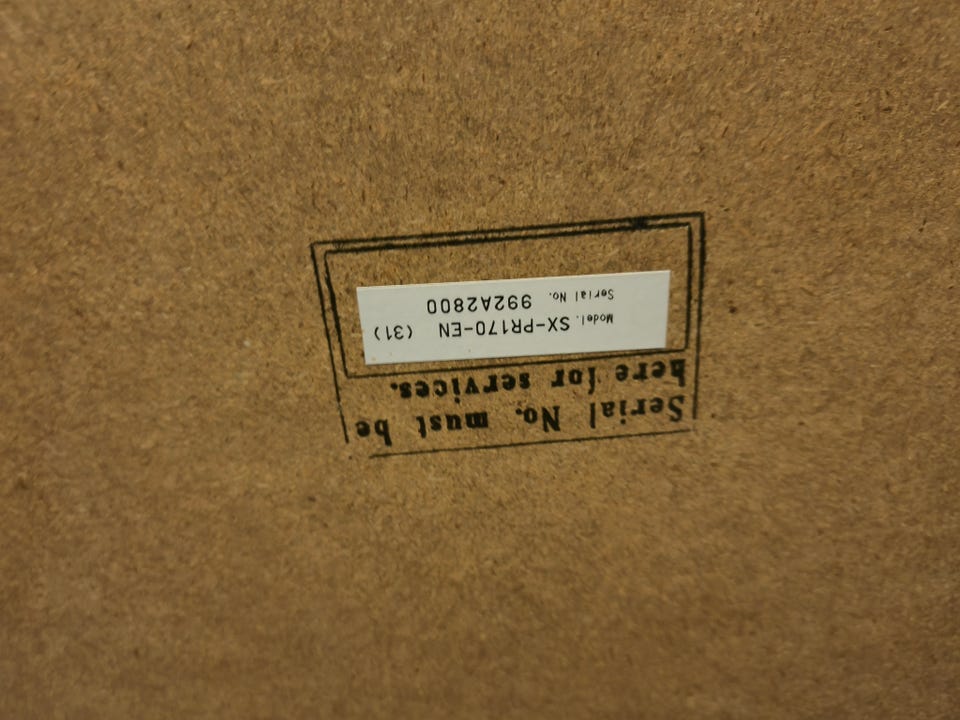 Serial No. must be
here for services.
Model. SX-PR170-EN (31)
Serial No. 992A2800